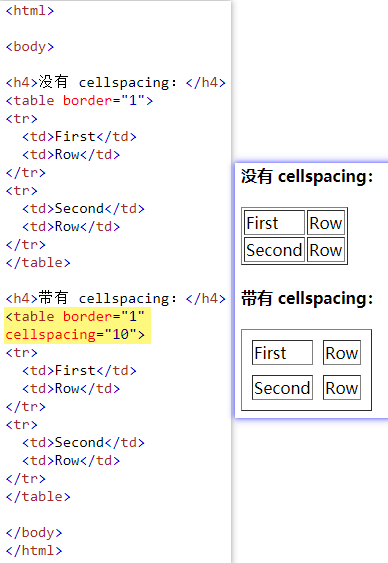 <html>
<body>
<h4>没有 cellspacing：</h4>
<table border="1">
<tr>
<td>First</td>
<td>Row</td>
</tr>
<tr>
<td>Second</td>
<td>Row</td>
</tr>
</table>
<h4>带有 cellspacing：</h4>
<table border="1"
cellspacing="10">
<tr>
<td>First</td>
<td>Row</td>
</tr>
<tr>
<td>Second</td>
<td>Row</td>
</tr>
</table>
</body>
</html>
没有 cellspacing：
First Row
Second Row
带有 cellspacing：
First Row
Second Row